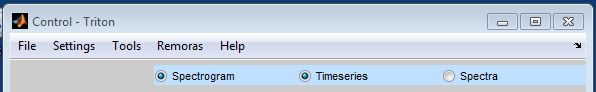 Control - Triton
File Settings Tools Remoras Help
Spectrogram Timeseries Spectra